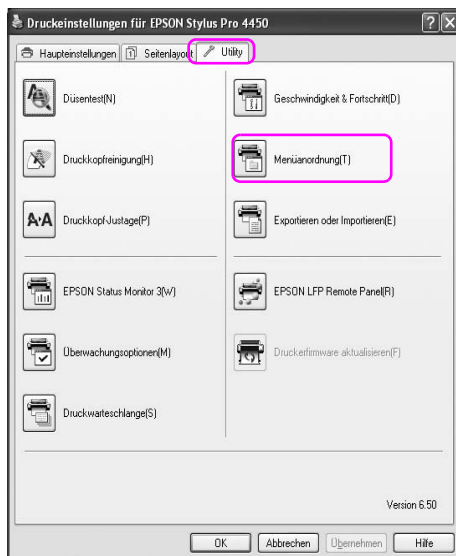 Druckeinstellungen für EPSON Stylus Pro 4450
Haupteinstellungen
Seitenlayout
Utility
Düsentest(N)
Geschwindigkeit & Fortschritt(D)
Druckkopfreinigung(H)
Menüanordnung(T)
A‧A
Druckkopf-Justage(P)
Exportieren oder Importieren(E)
EPSON Status Monitor 3(W)
EPSON LFP Remote Panel(R)
Überwachungsoptionen(M)
Druckerfirmware aktualisieren(F)
Druckwarteschlange(S)
Version 6.50
OK
Abbrechen
Übernehmen
Hilfe